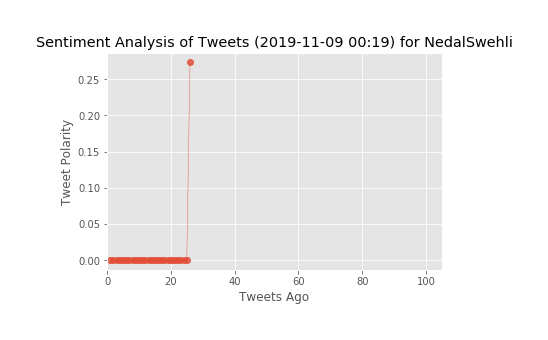 Sentiment Analysis of Tweets (2019-11-09 00:19) for NedalSwehli
0.25
0.20
0.15
0.10
0.05
0.00
Tweet Polarity
0 20 40 60 80 100
Tweets Ago